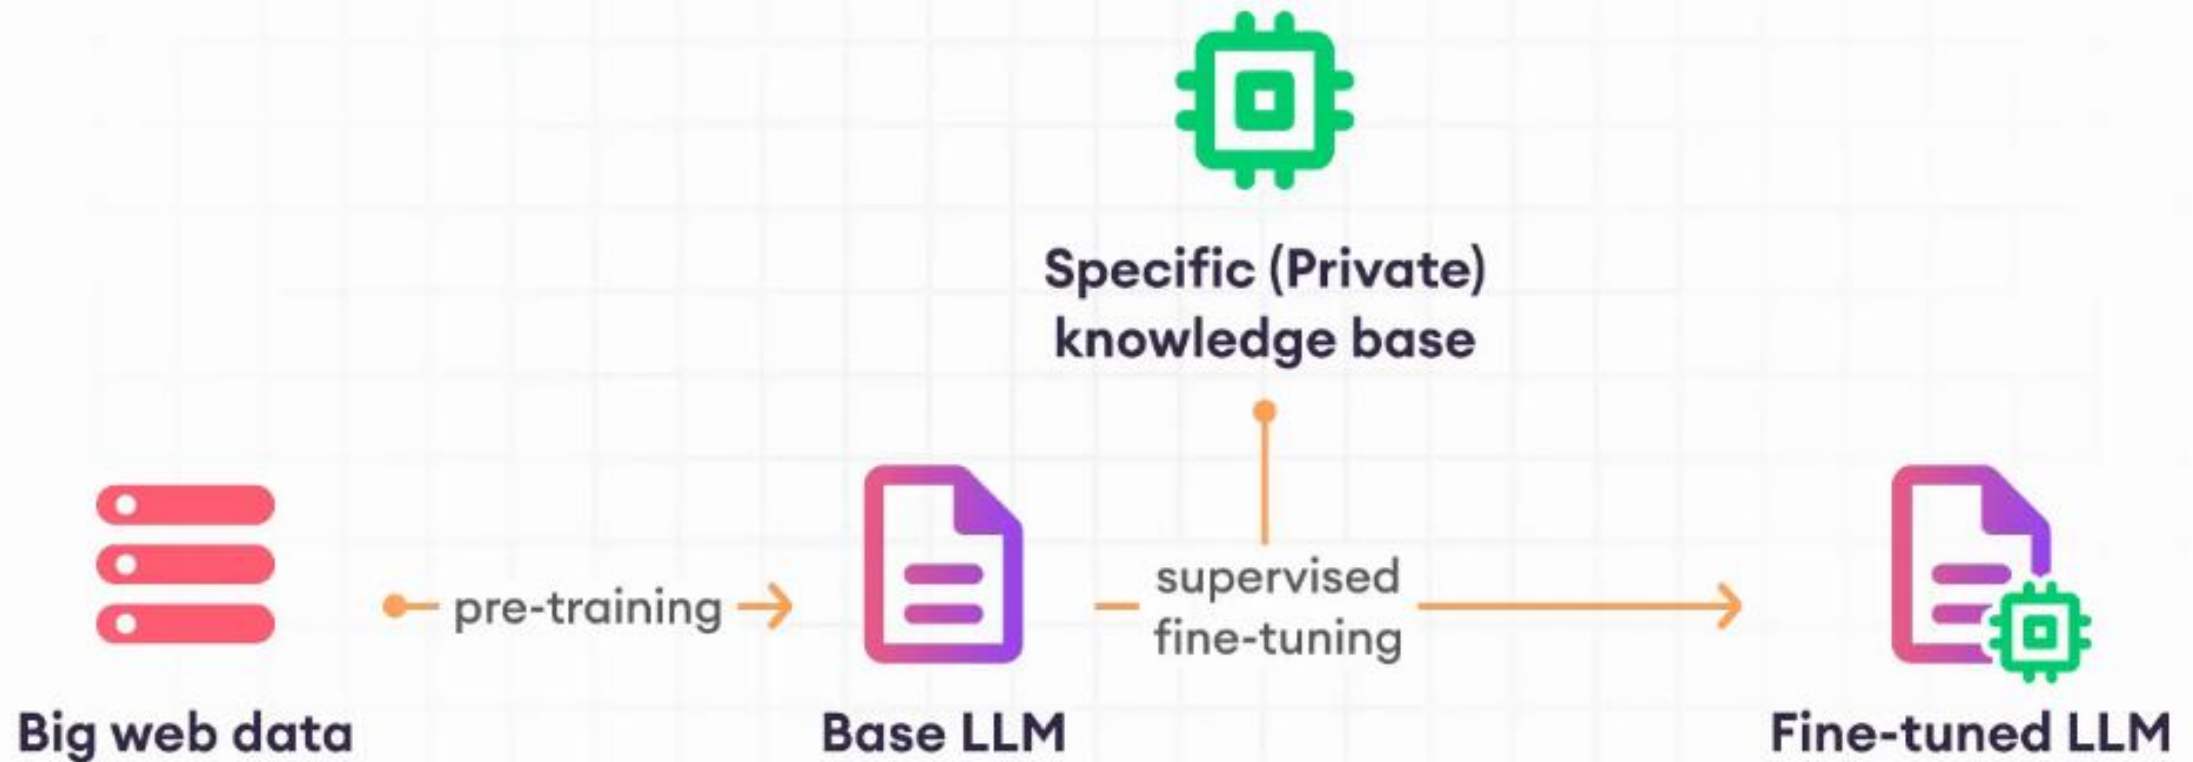 Specific (Private)
knowledge base
pre-training
supervised
fine-tuning
Big web data
Base LLM
Fine-tuned LLM